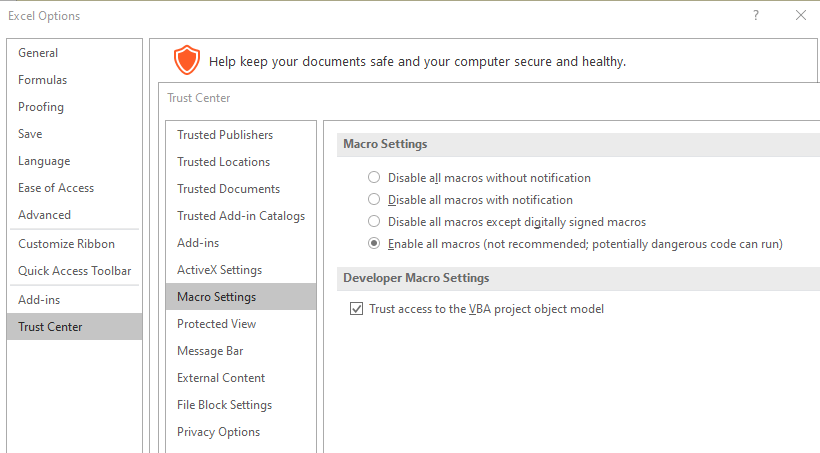 Excel Options
?
General
Formulas
Proofing
Save
Language
Ease of Access
Advanced
Customize Ribbon
Quick Access Toolbar
Add-ins
Trust Center
Help keep your documents safe and your computer secure and healthy.
Trust Center
Trusted Publishers
Trusted Locations
Trusted Documents
Trusted Add-in Catalogs
Add-ins
ActiveX Settings
Macro Settings
Protected View
Message Bar
External Content
File Block Settings
Privacy Options
Macro Settings
Disable all macros without notification
Disable all macros with notification
Disable all macros except digitally signed macros
Enable all macros (not recommended; potentially dangerous code can run)
Developer Macro Settings
Trust access to the VBA project object model